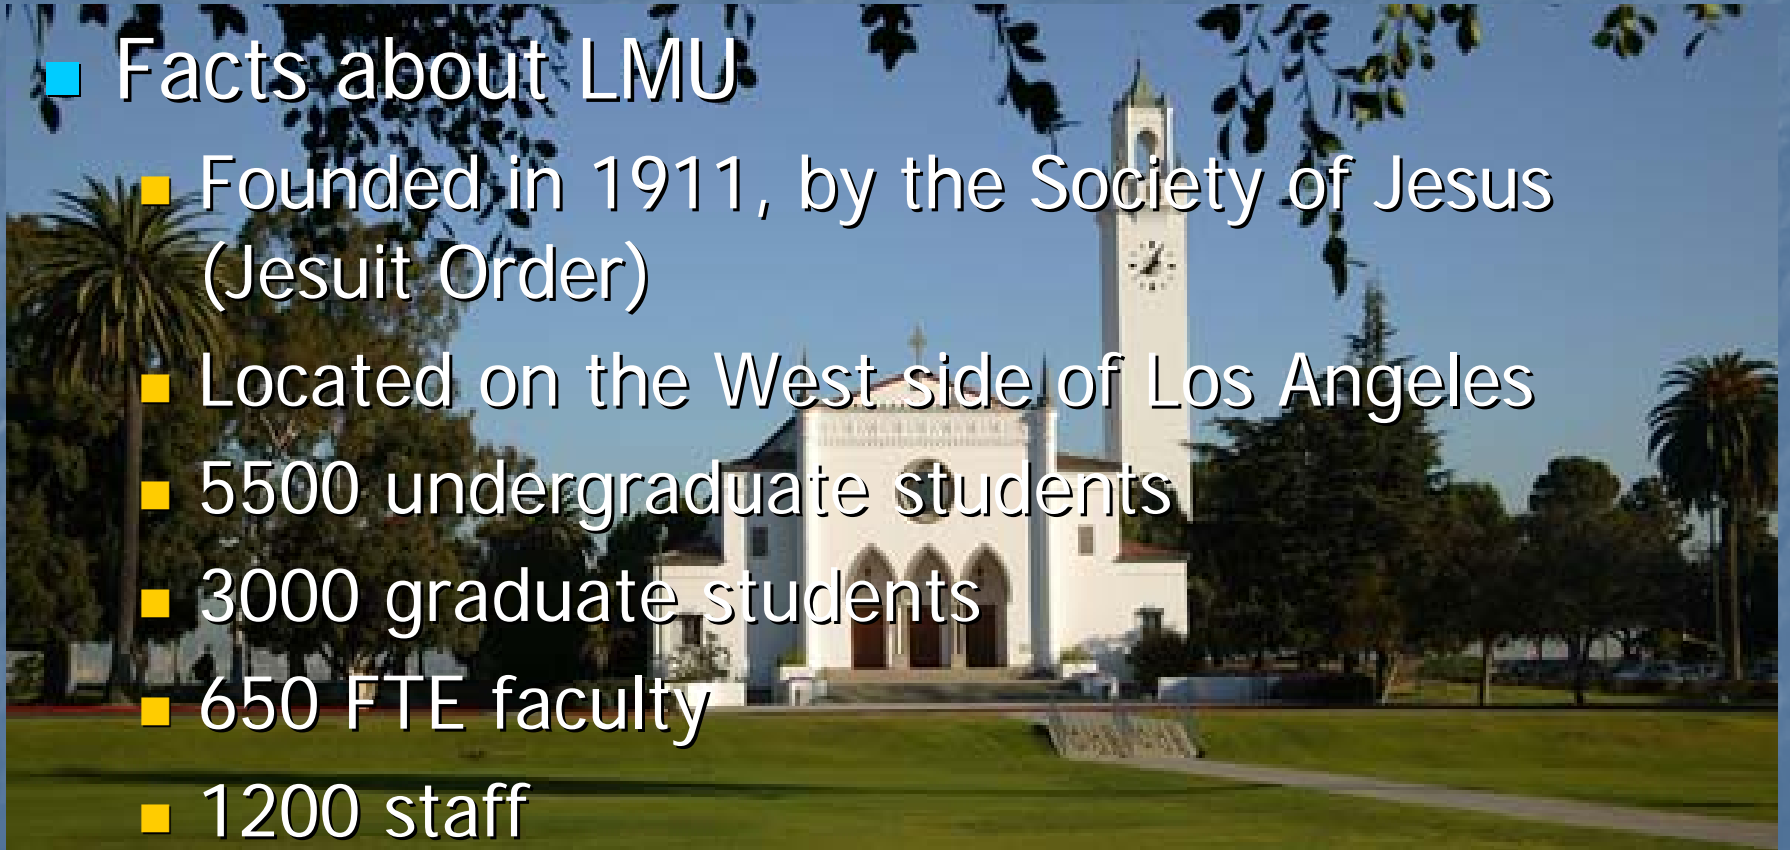 Facts about LMU
Founded in 1911, by the Society of Jesus
(Jesuit Order)
Located on the West side of Los Angeles
5500 undergraduate students
3000 graduate students
650 FTE faculty
1200 staff